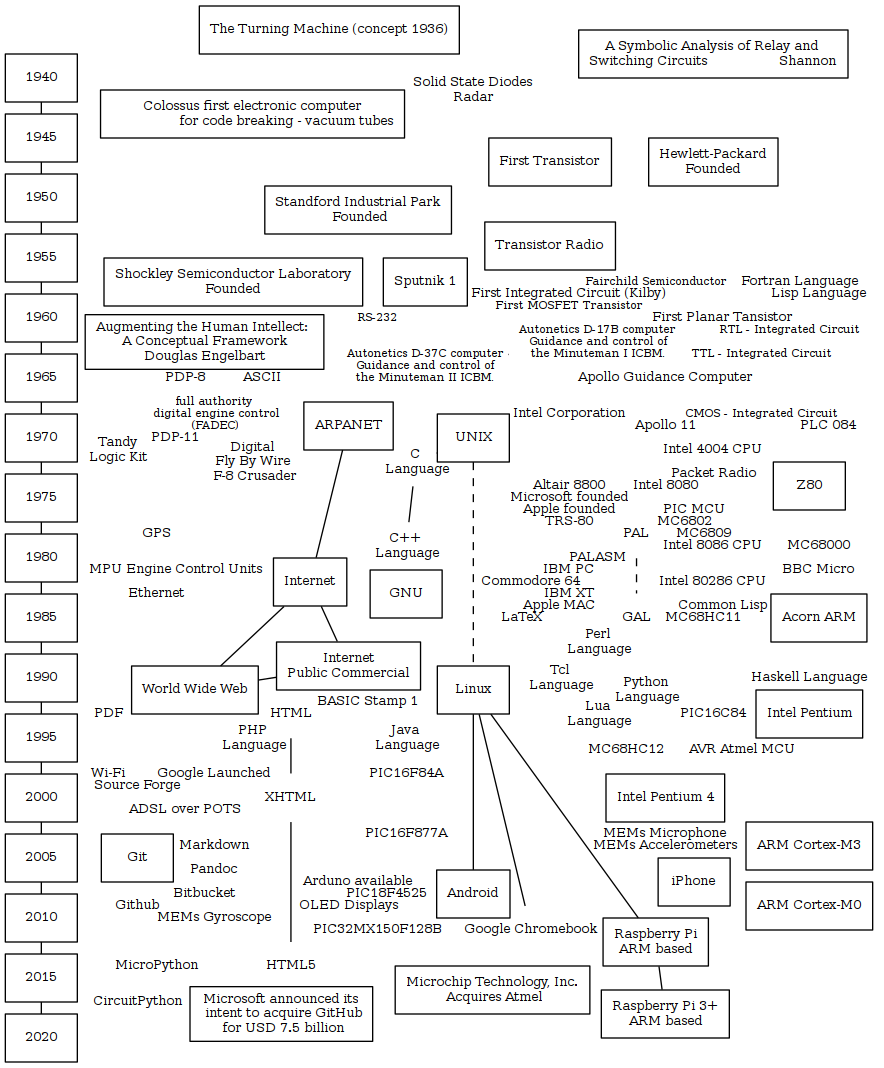 The Turning Machine (concept 1936)
A Symbolic Analysis of Relay and
Switching Circuits Shannon
1940
Solid State Diodes
Radar
Colossus first electronic computer
for code breaking - vacuum tubes
1945
First Transistor
Hewlett-Packard
Founded
1950
Standford Industrial Park
Founded
Transistor Radio
1955
Shockley Semiconductor Laboratory
Founded
Sputnik 1
Fairchild Semiconductor
Fortran Language
First Integrated Circuit (Kilby)
Lisp Language
First MOSFET Transistor
1960
RS-232
First Planar Tansistor
Augmenting the Human Intellect:
A Conceptual Framework
Douglas Engelbart
Autonetics D-17B computer
Guidance and control of
the Minuteman I ICBM.
RTL - Integrated Circuit
Autonetics D-37C computer
Guidance and control of
the Minuteman II ICBM.
TTL - Integrated Circuit
1965
PDP-8
ASCII
Apollo Guidance Computer
full authority
digital engine control
(FADEC)
ARPANET
Intel Corporation
CMOS - Integrated Circuit
Apollo 11
PLC 084
1970
Tandy
Logic Kit
PDP-11
Digital
Fly By Wire
F-8 Crusader
UNIX
C
Language
Intel 4004 CPU
Packet Radio
Z80
1975
Altair 8800
Intel 8080
Microsoft founded
Apple founded
PIC MCU
TRS-80
MC6802
GPS
PAL
MC6809
C++
Language
Intel 8086 CPU
MC68000
1980
PALASM
MPU Engine Control Units
IBM PC
BBC Micro
Internet
Commodore 64
Intel 80286 CPU
Ethernet
GNU
IBM XT
Apple MAC
Common Lisp
1985
LaTeX
GAL
MC68HC11
Acorn ARM
Perl
Language
Internet
Public Commercial
1990
World Wide Web
Linux
Tcl
Language
Python
Language
Haskell Language
BASIC Stamp 1
PDF
HTML
Lua
Language
PIC16C84
Intel Pentium
1995
PHP
Language
Java
Language
MC68HC12
AVR Atmel MCU
Wi-Fi
Google Launched
PIC16F84A
Source Forge
2000
XHTML
Intel Pentium 4
ADSL over POTS
PIC16F877A
MEMs Microphone
MEMs Accelerometers
2005
Git
Markdown
ARM Cortex-M3
Pandoc
Arduno available
iPhone
Bitbucket
PIC18F4525
Android
Github
OLED Displays
ARM Cortex-M0
2010
MEMs Gyroscope
PIC32MX150F128B
Google Chromebook
Raspberry Pi
ARM based
MicroPython
HTML5
2015
Microchip Technology, Inc.
Acquires Atmel
CircuitPython
Microsoft announced its
intent to acquire GitHub
for USD 7.5 billion
Raspberry Pi 3+
ARM based
2020